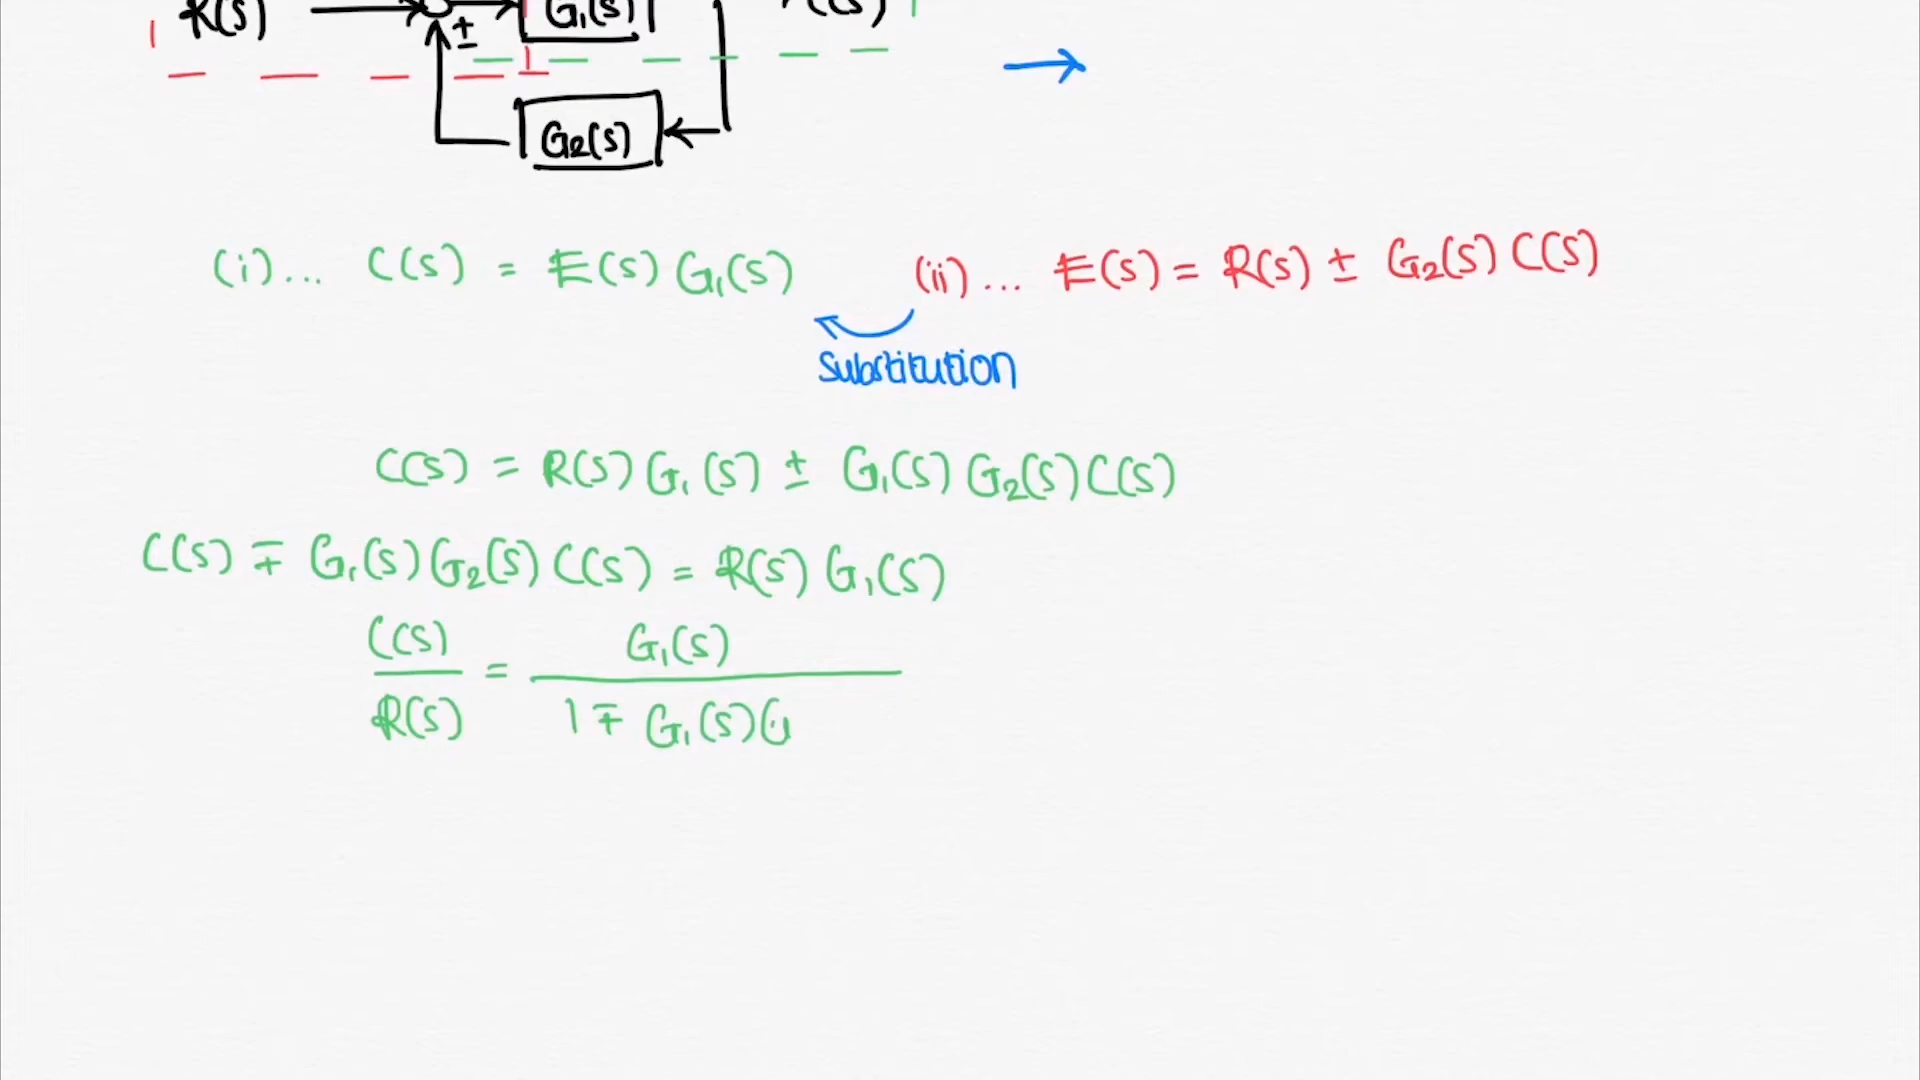 R(s) ± G₁(s) C(s)
G₂(s)
(i)... C(s) = E(s) G₁(s) (ii)... E(s) = R(s) ± G₂(s) C(s)
Substitution
C(s) = R(s) G₁(s) ± G₁(s) G₂(s) C(s)
C(s) ∓ G₁(s) G₂(s) C(s) = R(s) G₁(s)
C(s) G₁(s)
— = —
R(s) 1 ∓ G₁(s) G